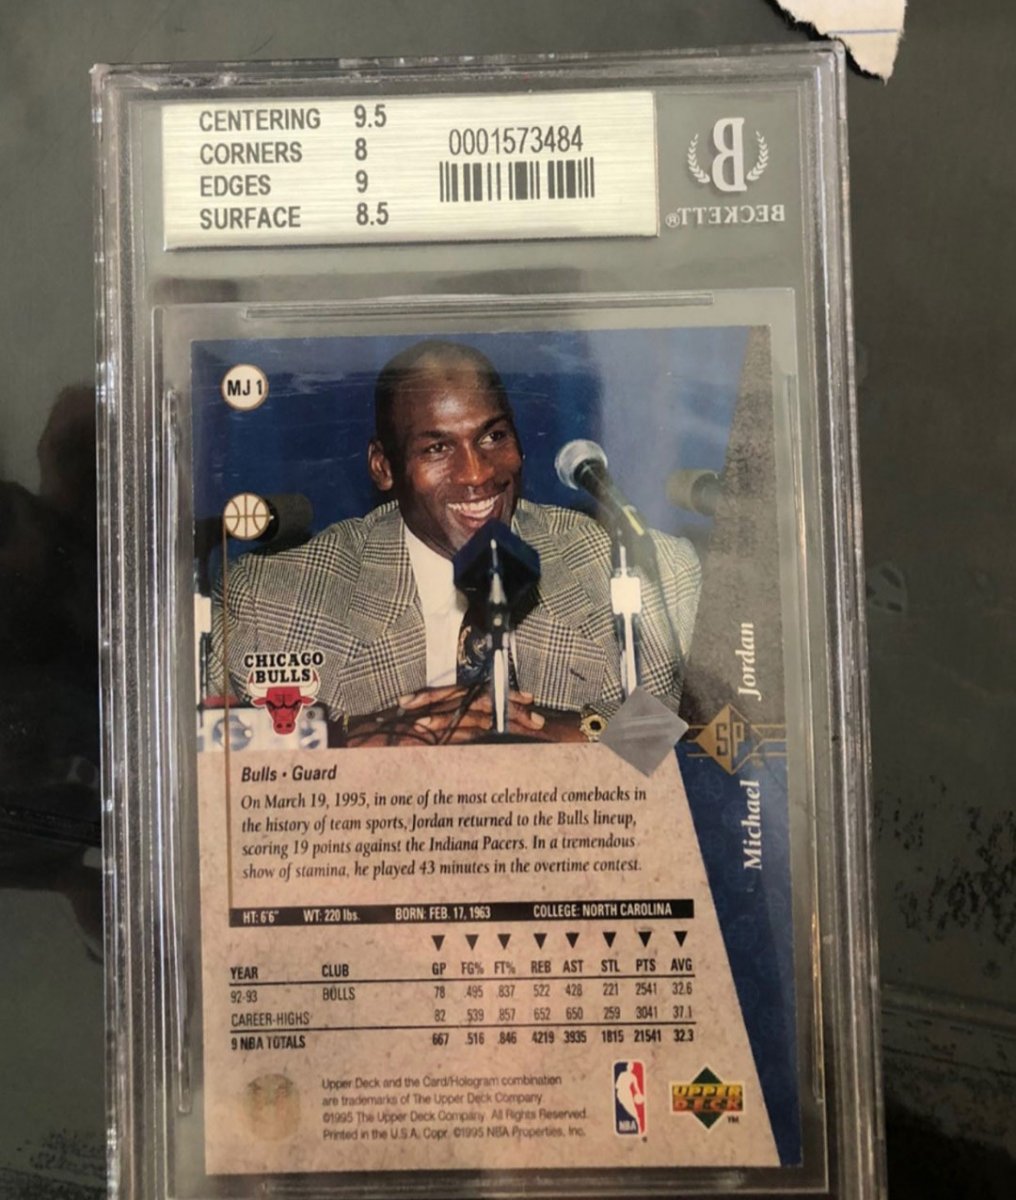 CENTERING 9.5
CORNERS 8
EDGES 9
SURFACE 8.5
0001573484
B
BECKETT®
MJ 1
CHICAGO
BULLS
Jordan
SP
Michael
Bulls • Guard
On March 19, 1995, in one of the most celebrated comebacks in
the history of team sports, Jordan returned to the Bulls lineup,
scoring 19 points against the Indiana Pacers. In a tremendous
show of stamina, he played 43 minutes in the overtime contest.
HT: 6'6" WT: 220 lbs. BORN: FEB. 17, 1963 COLLEGE: NORTH CAROLINA
YEAR CLUB GP FG% FT% REB AST STL PTS AVG
92-93 BULLS 78 .495 .837 522 428 221 2541 32.6
CAREER-HIGHS 82 .539 .857 652 650 259 3041 37.1
9 NBA TOTALS 667 .516 .846 4219 3935 1815 21541 32.3
Upper Deck and the Card/Hologram combination
are trademarks of The Upper Deck Company.
©1995 The Upper Deck Company. All Rights Reserved.
Printed in the U.S.A. Copr. ©1995 NBA Properties, Inc.
NBA
®
UPPER
DECK
TM